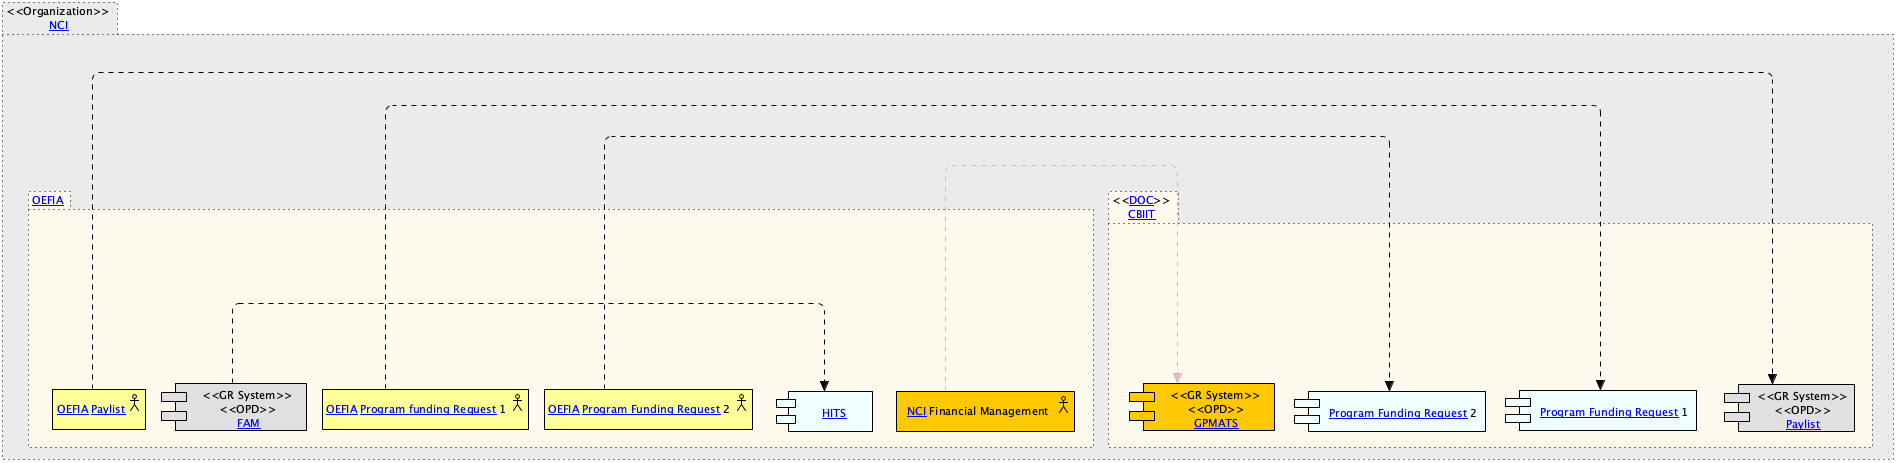 <<Organization>>
NCI
OEFIA
<<DOC>>
CBIIT
OEFIA Paylist
<<GR System>>
<<OPD>>
FAM
OEFIA Program funding Request 1
OEFIA Program Funding Request 2
HITS
NCI Financial Management
<<GR System>>
<<OPD>>
GPMATS
Program Funding Request 2
Program Funding Request 1
<<GR System>>
<<OPD>>
Paylist